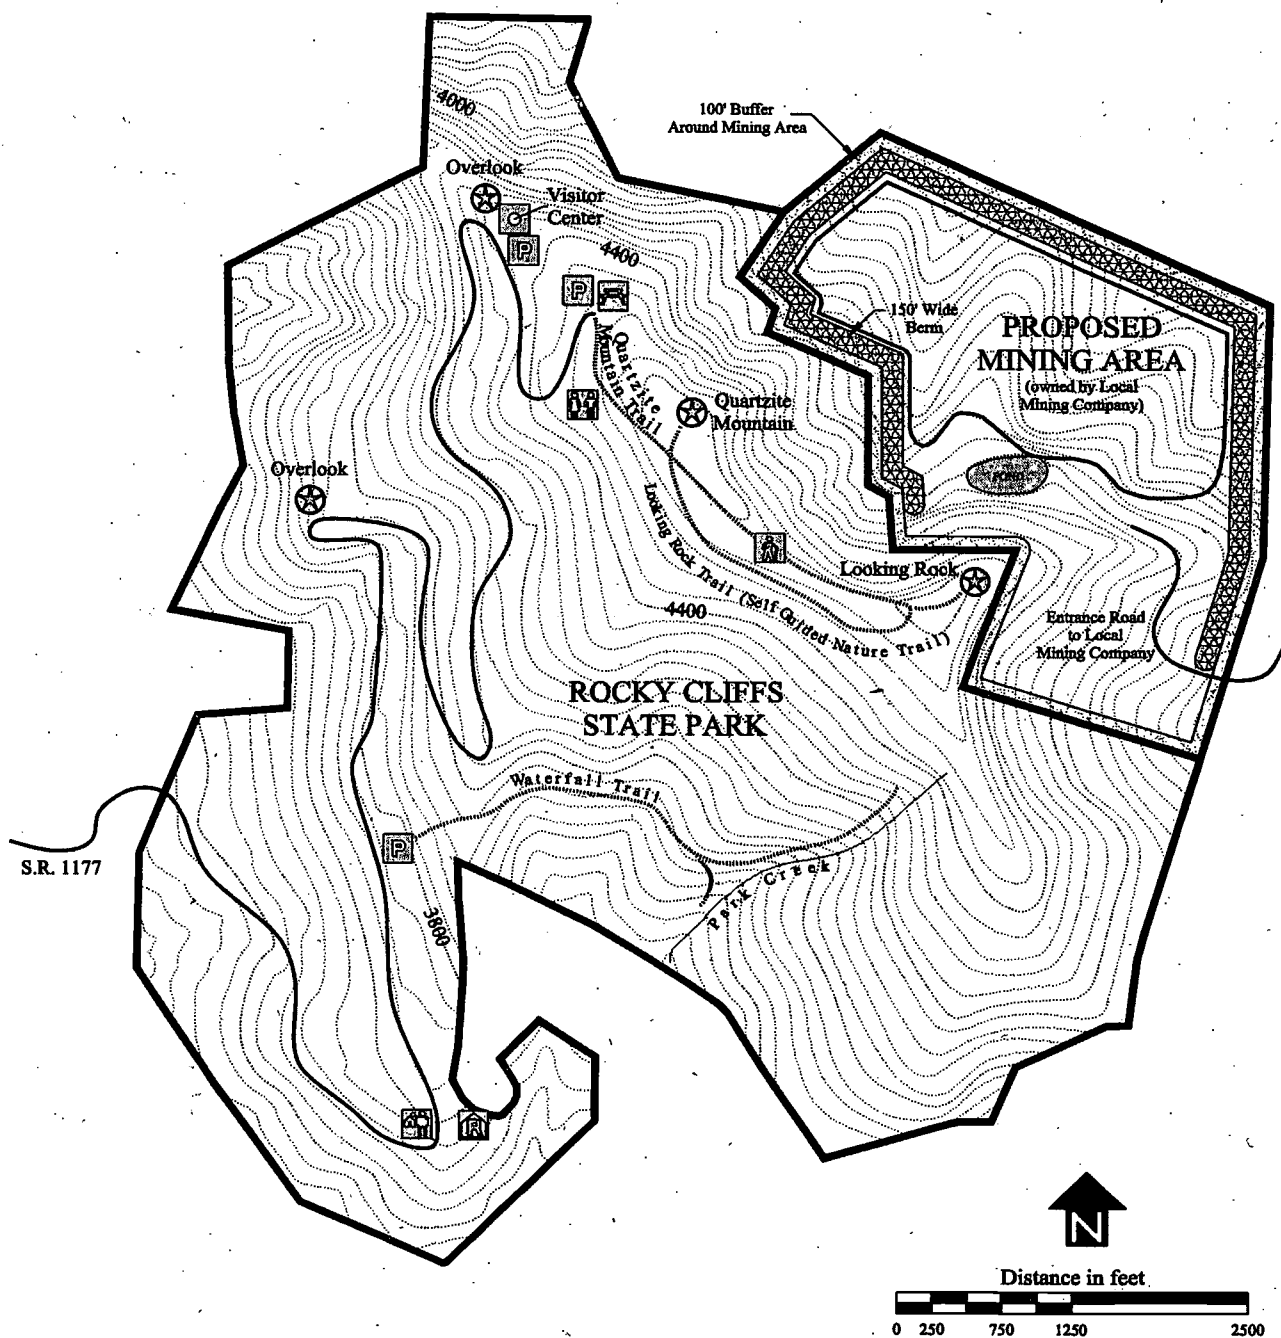 4000
100' Buffer
Around Mining Area
Overlook
Visitor
Center
P
4400
P
150' Wide
Berm
PROPOSED
MINING AREA
(owned by Local
Mining Company)
Quartzite
Mountain Trail
Quartzite
Mountain
Overlook
POND
Looking Rock Trail (Self-Guided Nature Trail)
Looking Rock
4400
Entrance Road
to Local
Mining Company
ROCKY CLIFFS
STATE PARK
Waterfall Trail
P
S.R. 1177
Park Creek
3800
N
Distance in feet
0 250 750 1250 2500